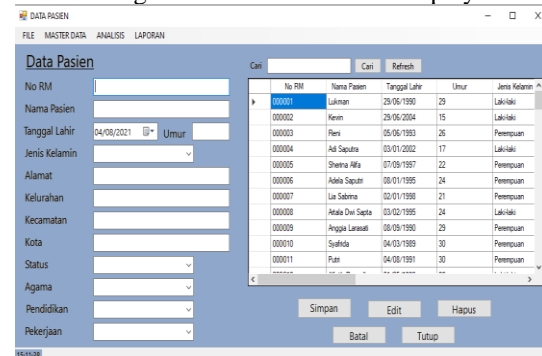 DATA PASIEN
FILE MASTER DATA ANALISIS LAPORAN
Data Pasien
Cari Cari Refresh
No RM
Nama Pasien
Tanggal Lahir 04/08/2021 Umur
Jenis Kelamin
Alamat
Kelurahan
Kecamatan
Kota
Status
Agama
Pendidikan
Pekerjaan
No RM Nama Pasien Tanggal Lahir Umur Jenis Kelamin
000001 Lukman 29/06/1990 29 Laki-laki
000002 Kevin 29/06/2004 15 Laki-laki
000003 Reni 05/06/1993 26 Perempuan
000004 Adi Saputra 03/01/2002 17 Laki-laki
000005 Sherina Alifa 07/09/1997 22 Perempuan
000006 Adela Saputri 08/01/1995 24 Perempuan
000007 Lia Sabrina 02/01/1998 21 Perempuan
000008 Artala Dwi Sapta 03/02/1995 24 Laki-laki
000009 Anggia Larasati 08/09/1990 29 Perempuan
000010 Syafrida 04/03/1989 30 Perempuan
000011 Putri 04/08/1991 30 Perempuan
Simpan Edit Hapus
Batal Tutup
15:11:38